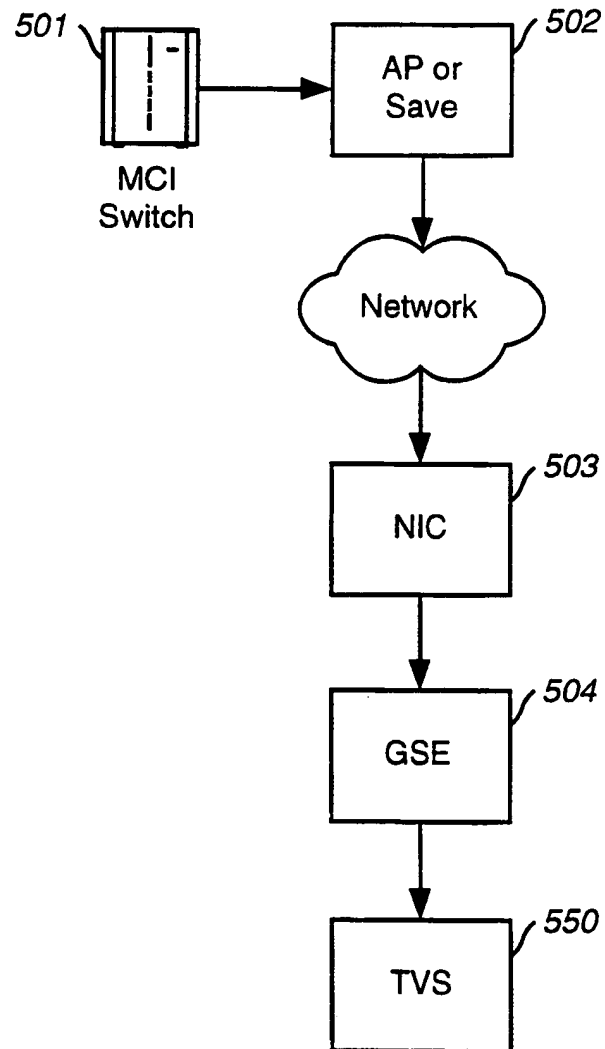 501
MCI
Switch
502
AP or
Save
Network
503
NIC
504
GSE
550
TVS